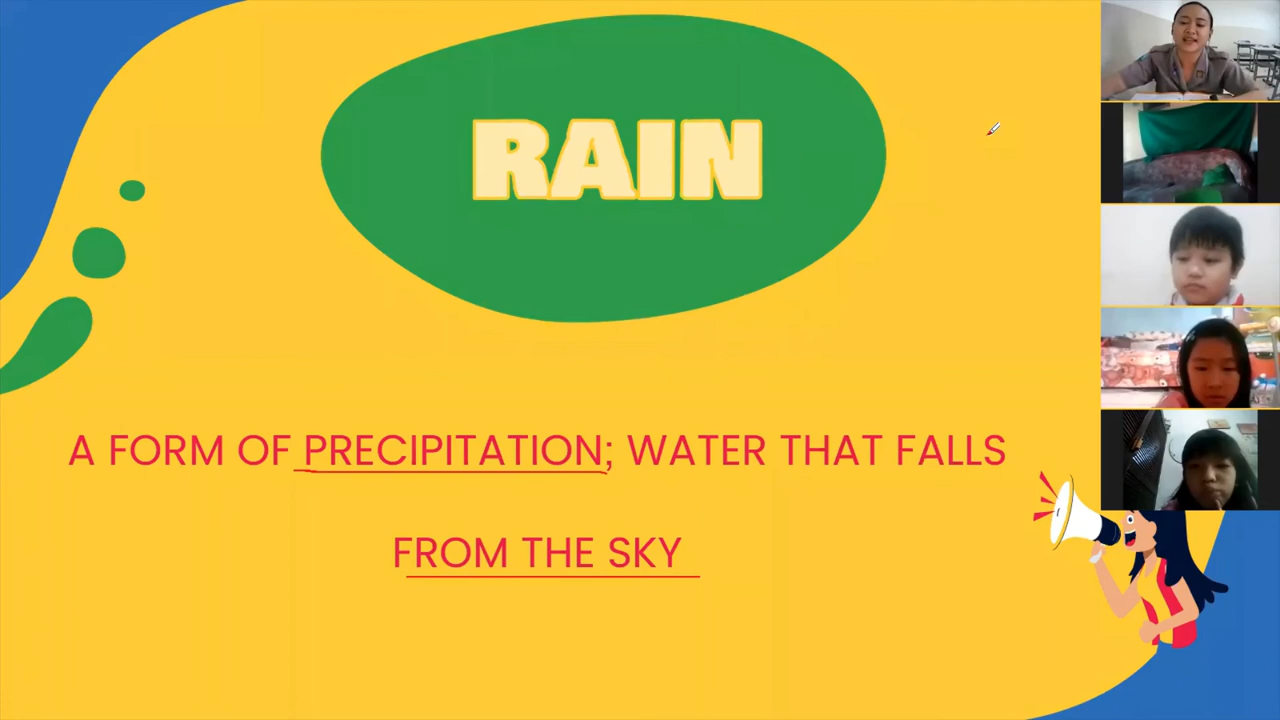 RAIN
A FORM OF PRECIPITATION; WATER THAT FALLS
FROM THE SKY